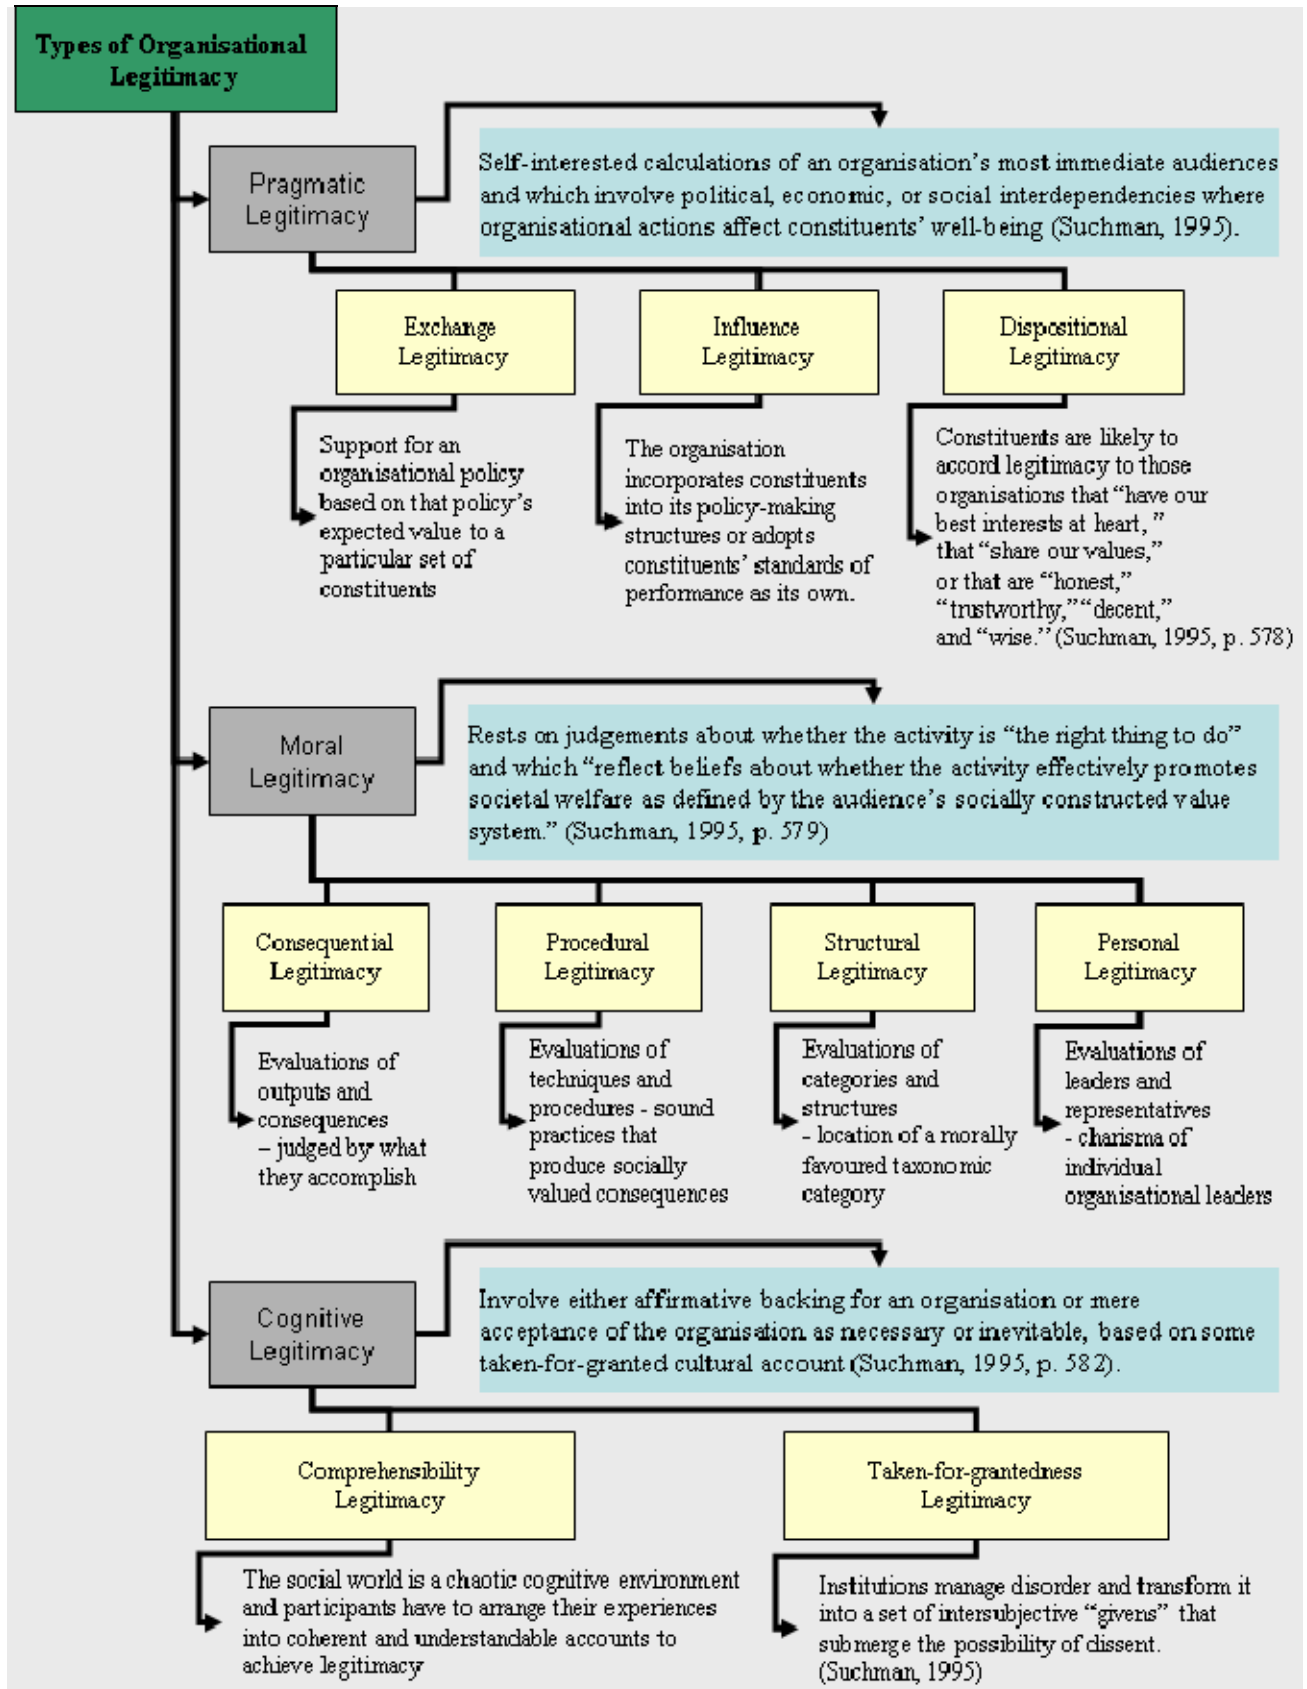 Types of Organisational
Legitimacy
Pragmatic
Legitimacy
Self-interested calculations of an organisation's most immediate audiences
and which involve political, economic, or social interdependencies where
organisational actions affect constituents' well-being (Suchman, 1995).
Exchange
Legitimacy
Influence
Legitimacy
Dispositional
Legitimacy
Support for an
organisational policy
based on that policy's
expected value to a
particular set of
constituents
The organisation
incorporates constituents
into its policy-making
structures or adopts
constituents' standards of
performance as its own.
Constituents are likely to
accord legitimacy to those
organisations that “have our
best interests at heart, ”
that “share our values,”
or that are “honest,”
“trustworthy,” “decent,”
and “wise.” (Suchman, 1995, p. 578)
Moral
Legitimacy
Rests on judgements about whether the activity is “the right thing to do”
and which “reflect beliefs about whether the activity effectively promotes
societal welfare as defined by the audience's socially constructed value
system.” (Suchman, 1995, p. 579)
Consequential
Legitimacy
Procedural
Legitimacy
Structural
Legitimacy
Personal
Legitimacy
Evaluations of
outputs and
consequences
– judged by what
they accomplish
Evaluations of
techniques and
procedures - sound
practices that
produce socially
valued consequences
Evaluations of
categories and
structures
- location of a morally
favoured taxonomic
category
Evaluations of
leaders and
representatives
- charisma of
individual
organisational leaders
Cognitive
Legitimacy
Involve either affirmative backing for an organisation or mere
acceptance of the organisation as necessary or inevitable, based on some
taken-for-granted cultural account (Suchman, 1995, p. 582).
Comprehensibility
Legitimacy
Taken-for-grantedness
Legitimacy
The social world is a chaotic cognitive environment
and participants have to arrange their experiences
into coherent and understandable accounts to
achieve legitimacy
Institutions manage disorder and transform it
into a set of intersubjective “givens” that
submerge the possibility of dissent.
(Suchman, 1995)